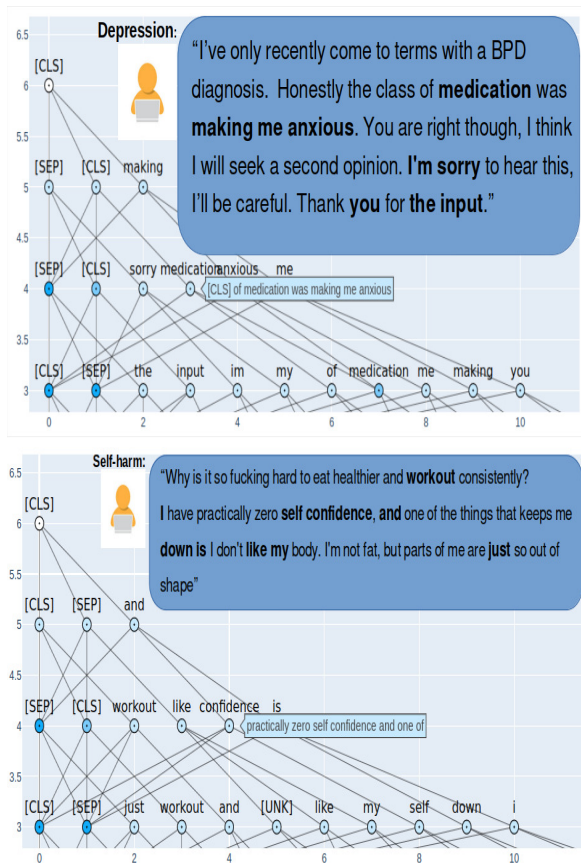 Depression:
“I’ve only recently come to terms with a BPD
diagnosis. Honestly the class of medication was
making me anxious. You are right though, I think
I will seek a second opinion. I'm sorry to hear this,
I’ll be careful. Thank you for the input.”
6.5
[CLS]
6
5.5
[SEP] [CLS] making
5
4.5
[SEP] [CLS] sorry medication anxious me
4
[CLS] of medication was making me anxious
3.5
[CLS] [SEP] the input im my of medication me making you
3
0 2 4 6 8 10
Self-harm:
“Why is it so fucking hard to eat healthier and workout consistently?
I have practically zero self confidence, and one of the things that keeps me
down is I don’t like my body. I’m not fat, but parts of me are just so out of
shape”
6.5
[CLS]
6
5.5
[CLS] [SEP] and
5
4.5
[SEP] [CLS] workout like confidence is
4
practically zero self confidence and one of
3.5
[CLS] [SEP] just workout and [UNK] like my self down i
3
0 2 4 6 8 10